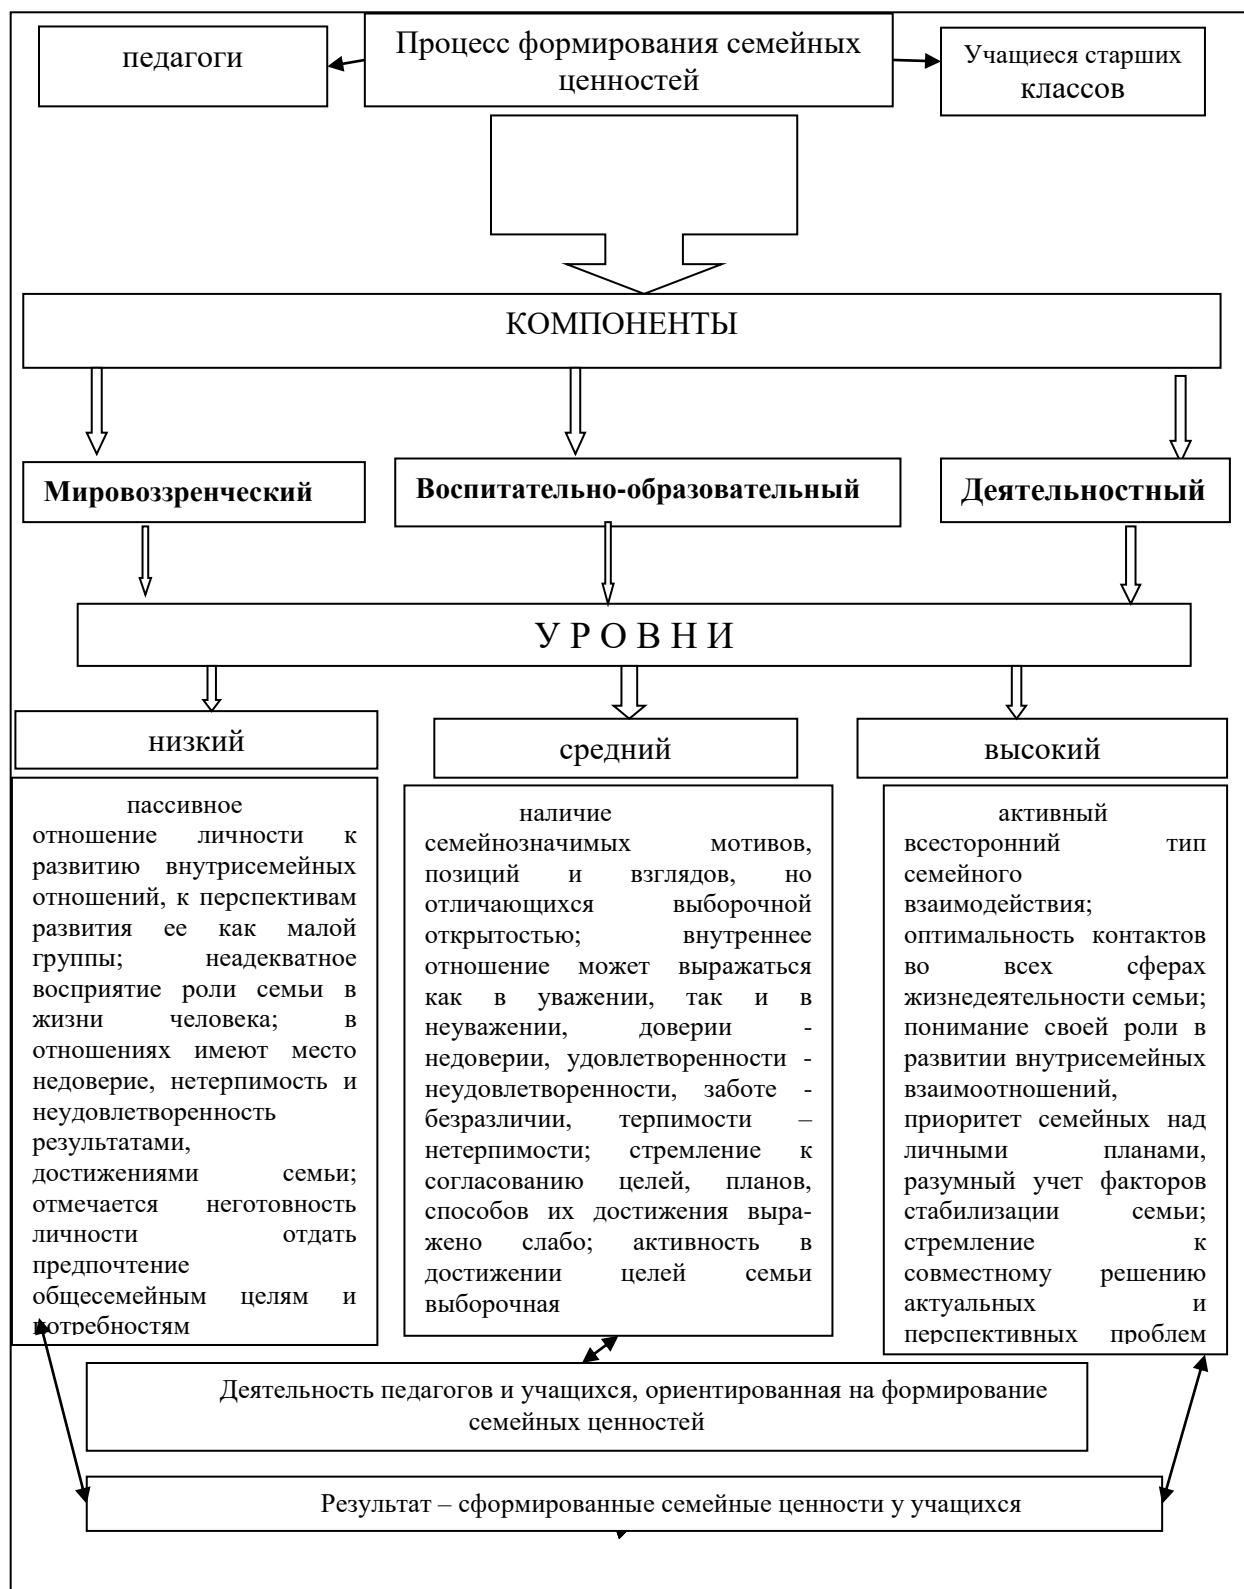 педагоги
Процесс формирования семейных
ценностей
Учащиеся старших
классов
КОМПОНЕНТЫ
Мировоззренческий
Воспитательно-образовательный
Деятельностный
У Р О В Н И
низкий
средний
высокий
пассивное
отношение личности к
развитию внутрисемейных
отношений, к перспективам
развития ее как малой
группы; неадекватное
восприятие роли семьи в
жизни человека; в
отношениях имеют место
недоверие, нетерпимость и
неудовлетворенность
результатами,
достижениями семьи;
отмечается неготовность
личности отдать
предпочтение
общесемейным целям и
потребностям
наличие
семейнозначимых мотивов,
позиций и взглядов, но
отличающихся выборочной
открытостью; внутреннее
отношение может выражаться
как в уважении, так и в
неуважении, доверии -
недоверии, удовлетворенности -
неудовлетворенности, заботе -
безразличии, терпимости –
нетерпимости; стремление к
согласованию целей, планов,
способов их достижения выра-
жено слабо; активность в
достижении целей семьи
выборочная
активный
всесторонний тип
семейного
взаимодействия;
оптимальность контактов
во всех сферах
жизнедеятельности семьи;
понимание своей роли в
развитии внутрисемейных
взаимоотношений,
приоритет семейных над
личными планами,
разумный учет факторов
стабилизации семьи;
стремление к
совместному решению
актуальных и
перспективных проблем
Деятельность педагогов и учащихся, ориентированная на формирование
семейных ценностей
Результат – сформированные семейные ценности у учащихся